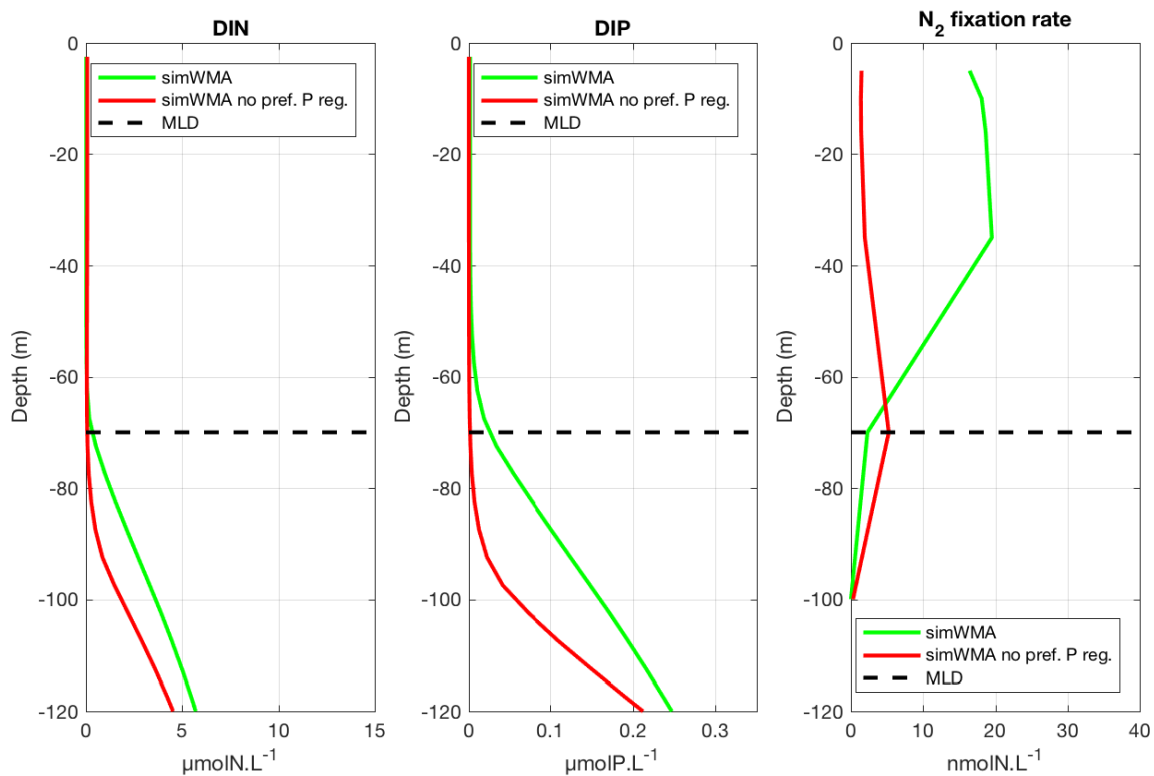 DIN
0
-20
-40
-60
-80
-100
-120
Depth (m)
simWMA
simWMA no pref. P reg.
MLD
0
5
10
15
µmolN.L⁻¹
DIP
0
-20
-40
-60
-80
-100
-120
Depth (m)
simWMA
simWMA no pref. P reg.
MLD
0
0.1
0.2
0.3
µmolP.L⁻¹
N₂ fixation rate
0
-20
-40
-60
-80
-100
-120
Depth (m)
simWMA
simWMA no pref. P reg.
MLD
0
10
20
30
40
nmolN.L⁻¹